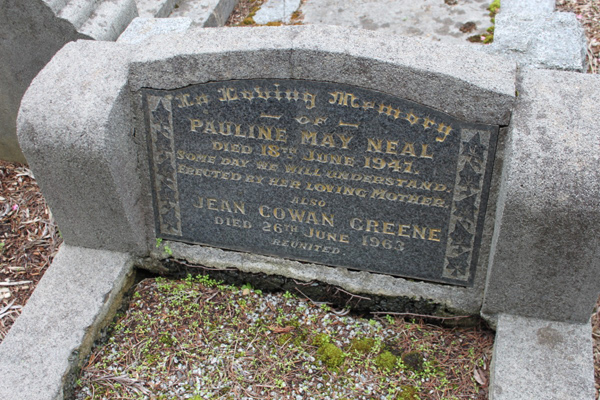 In Loving Memory
— OF —
PAULINE MAY NEAL
DIED 18TH JUNE 1941.
SOME DAY WE WILL UNDERSTAND.
ERECTED BY HER LOVING MOTHER.
ALSO
JEAN COWAN GREENE
DIED 26TH JUNE 1963
REUNITED